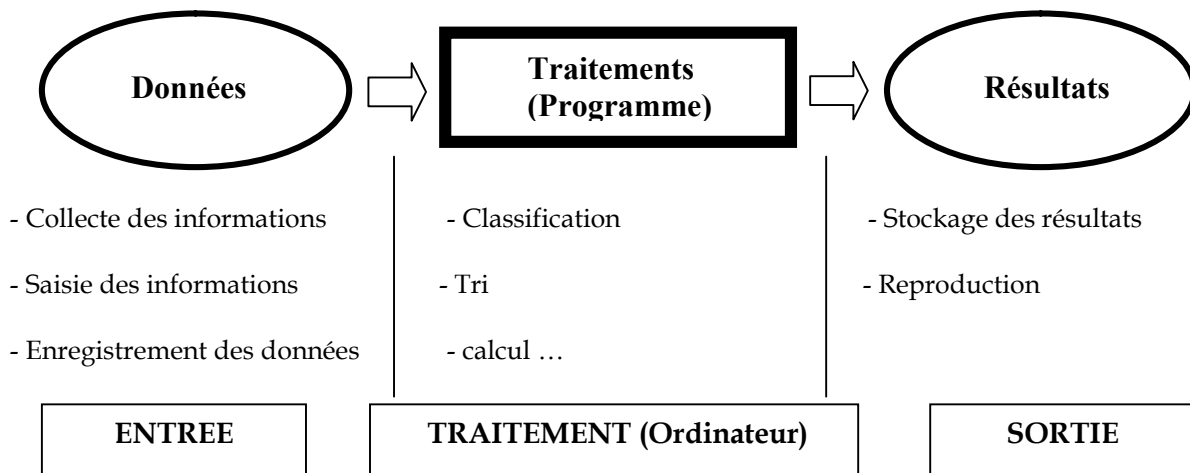 Données
Traitements
(Programme)
Résultats
- Collecte des informations
- Classification
- Stockage des résultats
- Saisie des informations
- Tri
- Reproduction
- Enregistrement des données
- calcul …
ENTREE
TRAITEMENT (Ordinateur)
SORTIE